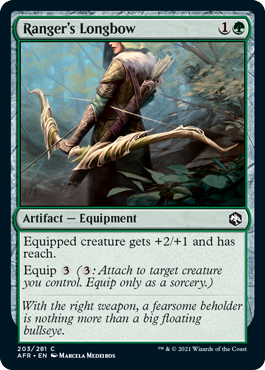 Ranger's Longbow 1
Artifact — Equipment
Equipped creature gets +2/+1 and has
reach.
Equip 3 (3: Attach to target creature
you control. Equip only as a sorcery.)
With the right weapon, a fearsome beholder
is nothing more than a big floating
bullseye.
203/281 C
AFR • EN MARCELA MEDEIROS
™ & © 2021 Wizards of the Coast